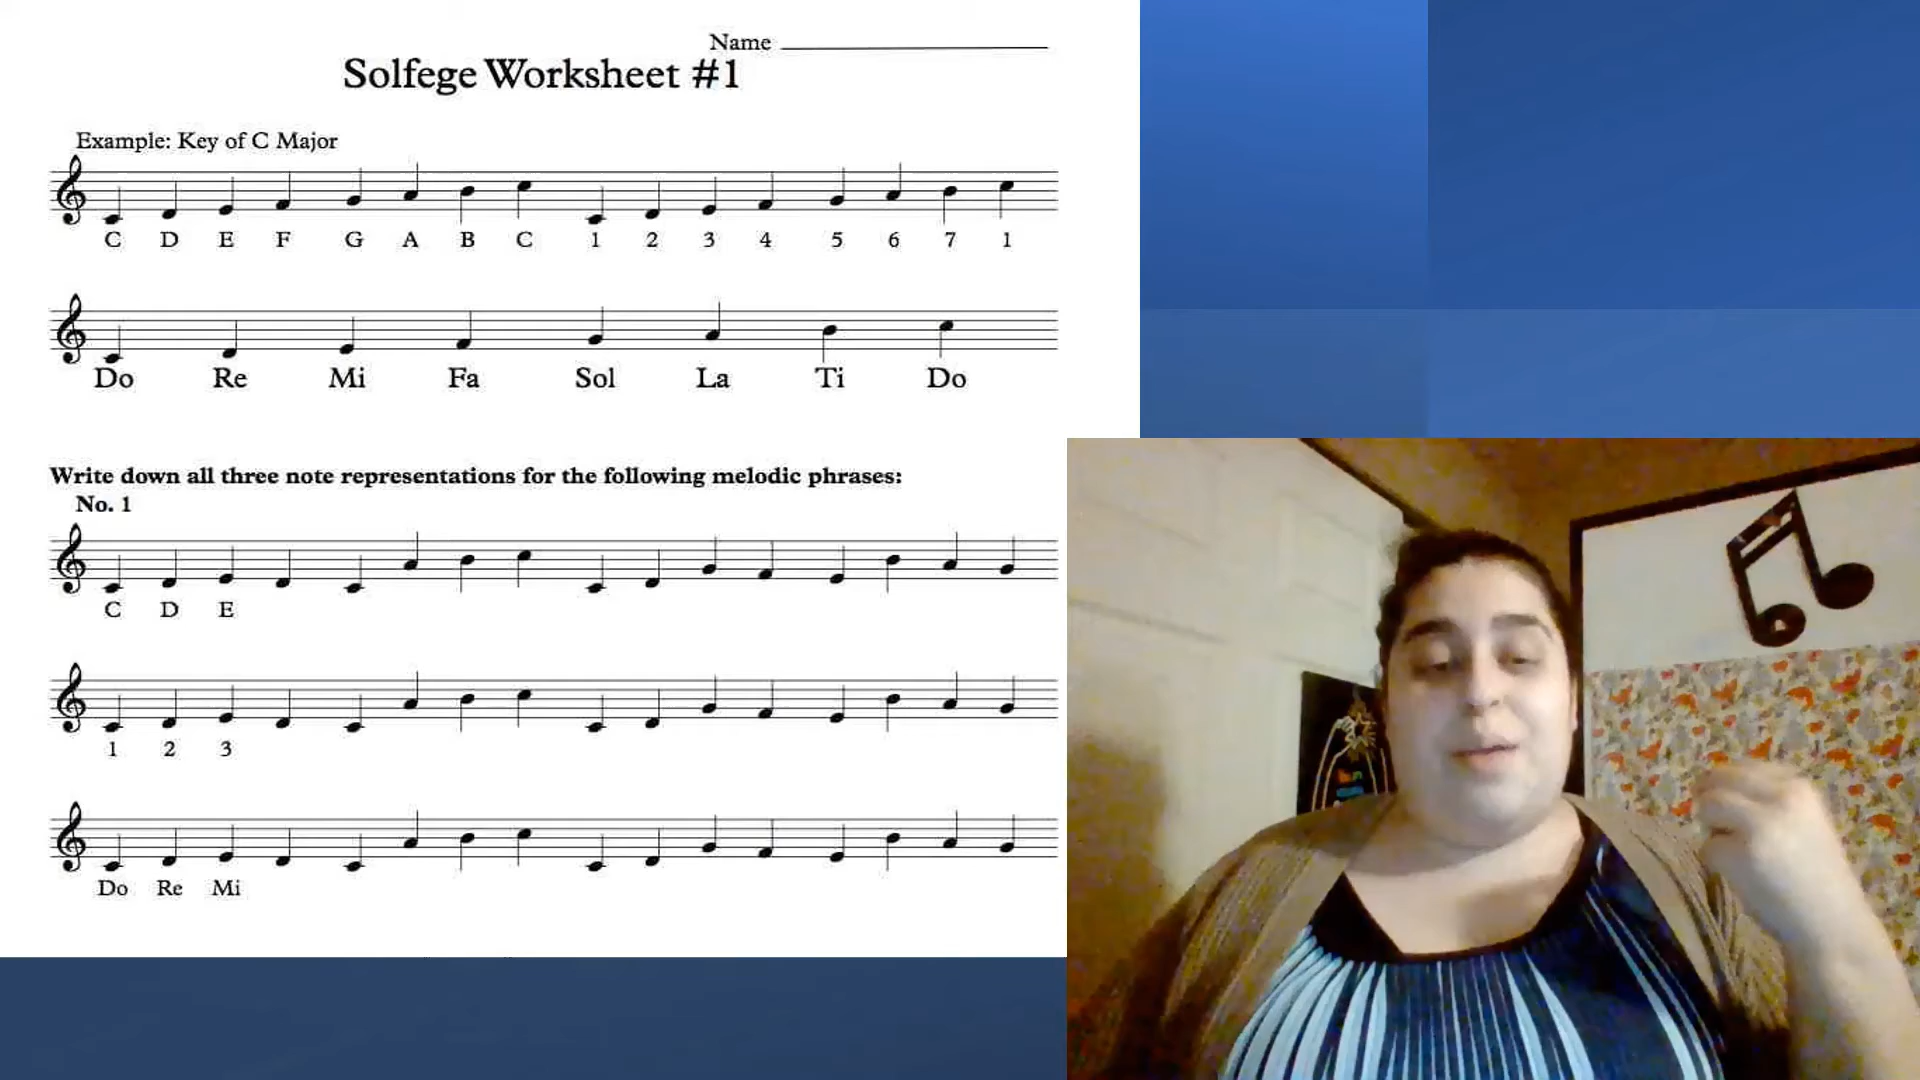 Name
Solfege Worksheet #1
Example: Key of C Major
C D E F G A B C 1 2 3 4 5 6 7 1
Do Re Mi Fa Sol La Ti Do
Write down all three note representations for the following melodic phrases:
No. 1
C D E
1 2 3
Do Re Mi